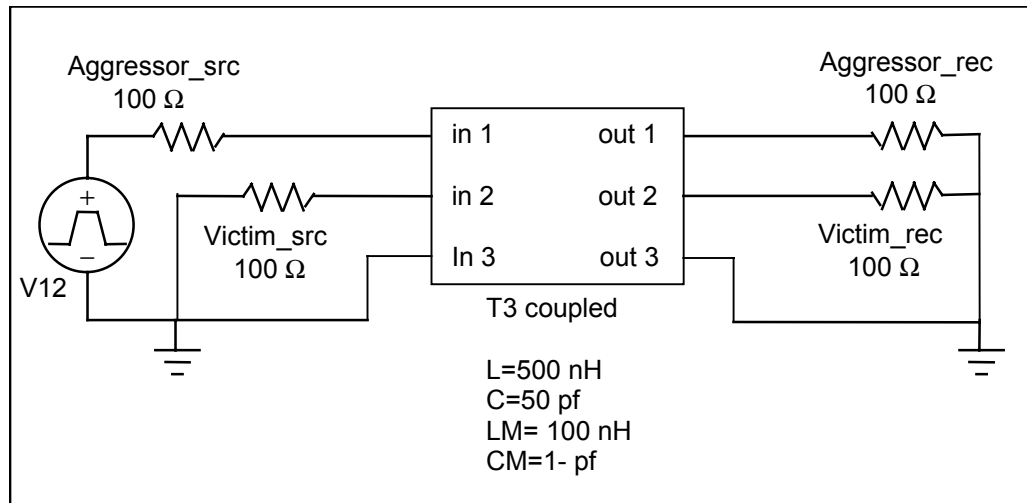 Aggressor_src
100 Ω
Aggressor_rec
100 Ω
in 1
out 1
+
in 2
out 2
−
Victim_src
100 Ω
Victim_rec
100 Ω
In 3
out 3
V12
T3 coupled
L=500 nH
C=50 pf
LM= 100 nH
CM=1- pf